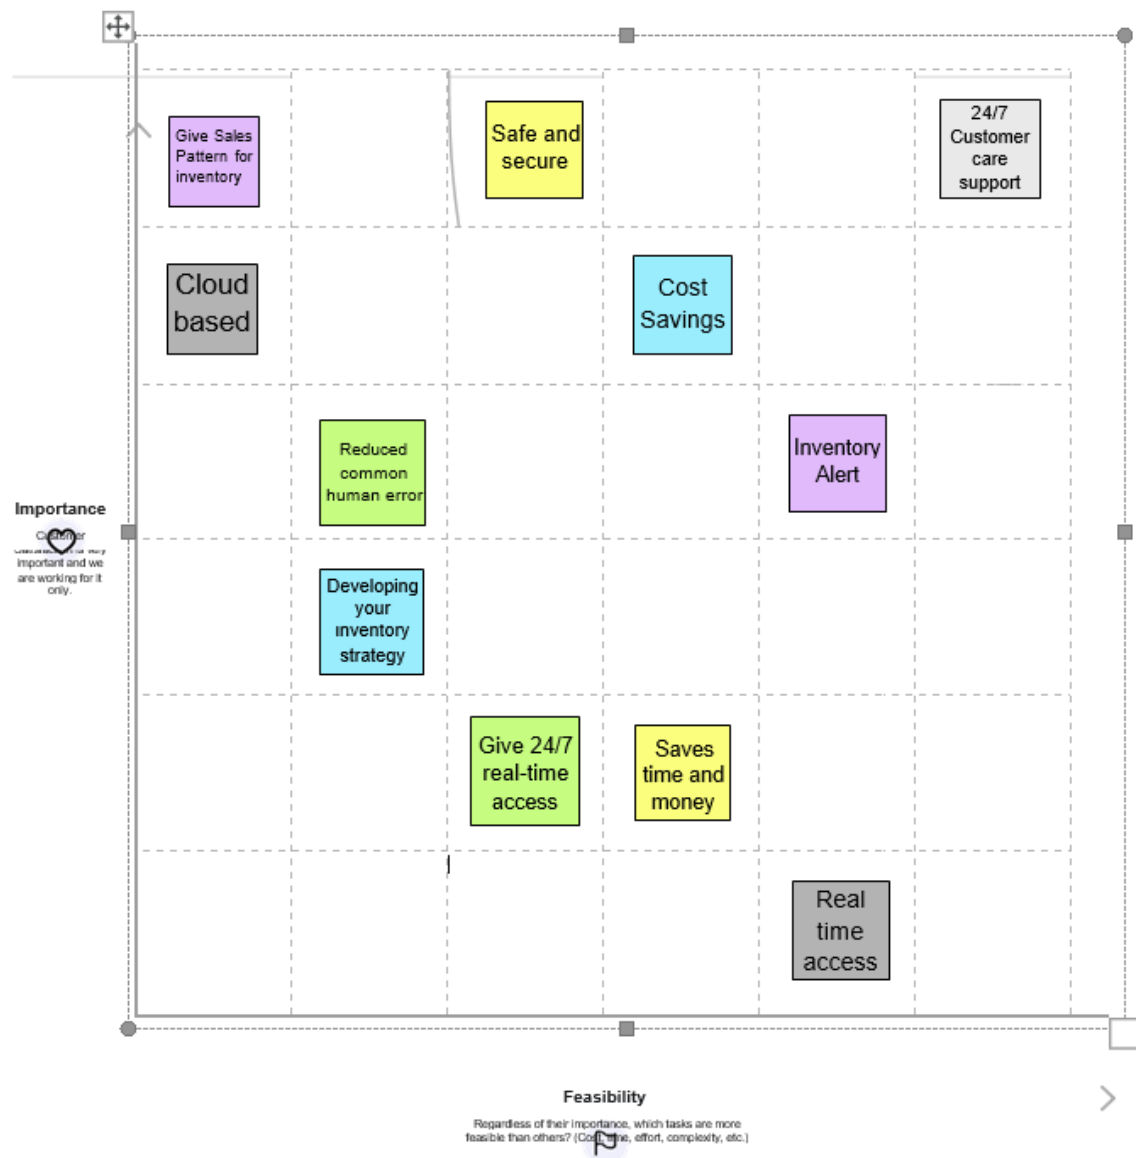 Give Sales
Pattern for
inventory
Safe and
secure
24/7
Customer
care
support
Cloud
based
Cost
Savings
Reduced
common
human error
Inventory
Alert
Importance
important and we
are working for it
only.
Developing
your
inventory
strategy
Give 24/7
real-time
access
Saves
time and
money
Real
time
access
Feasibility
Regardless of their importance, which tasks are more
feasible than others? (Cost, time, effort, complexity, etc.)